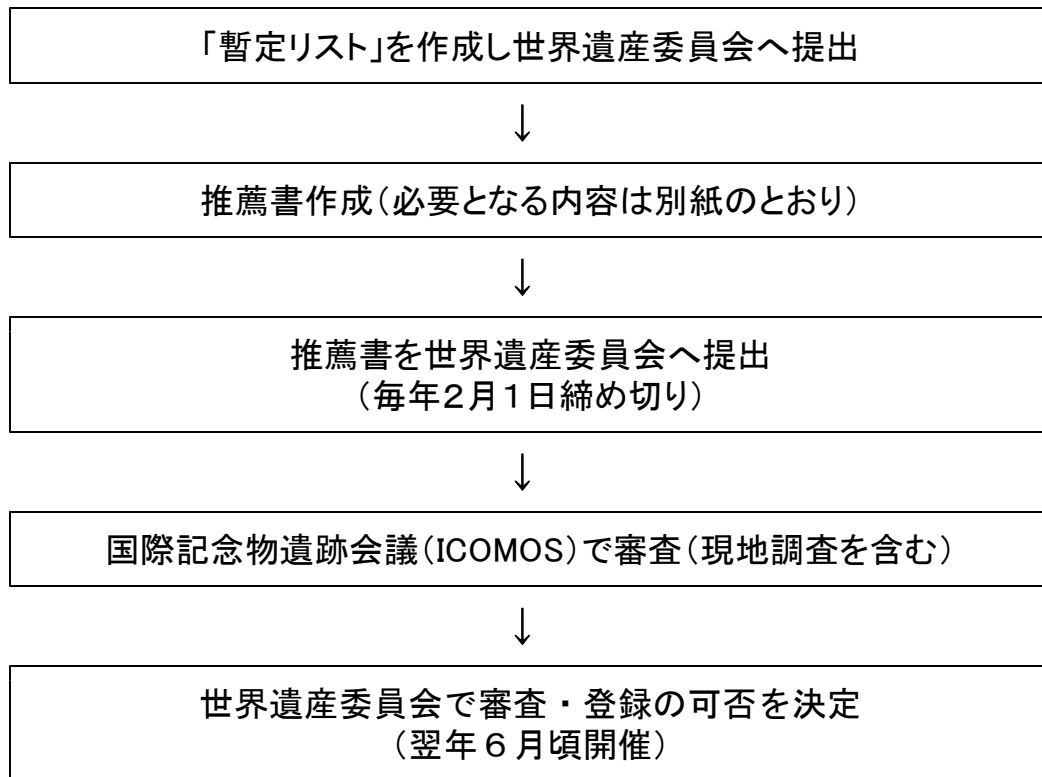 「暫定リスト」を作成し世界遺産委員会へ提出
↓
推薦書作成（必要となる内容は別紙のとおり）
↓
推薦書を世界遺産委員会へ提出
（毎年２月１日締め切り）
↓
国際記念物遺跡会議（ICOMOS）で審査（現地調査を含む）
↓
世界遺産委員会で審査・登録の可否を決定
（翌年６月頃開催）